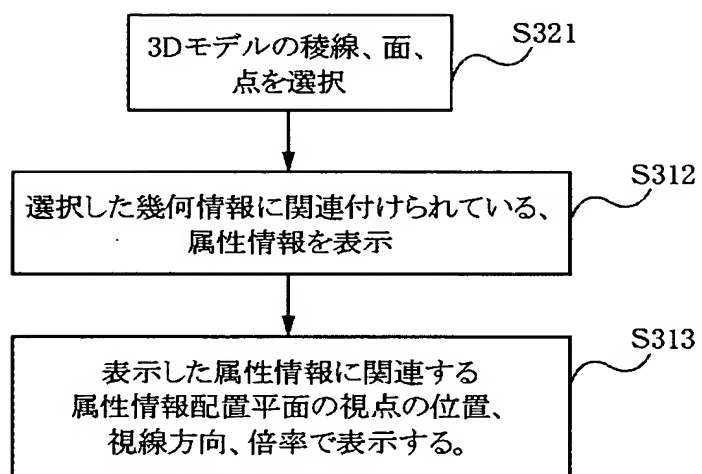 3Dモデルの稜線、面、
点を選択
S321
選択した幾何情報に関連付けられている、
属性情報を表示
S312
表示した属性情報に関連する
属性情報配置平面の視点の位置、
視線方向、倍率で表示する。
S313